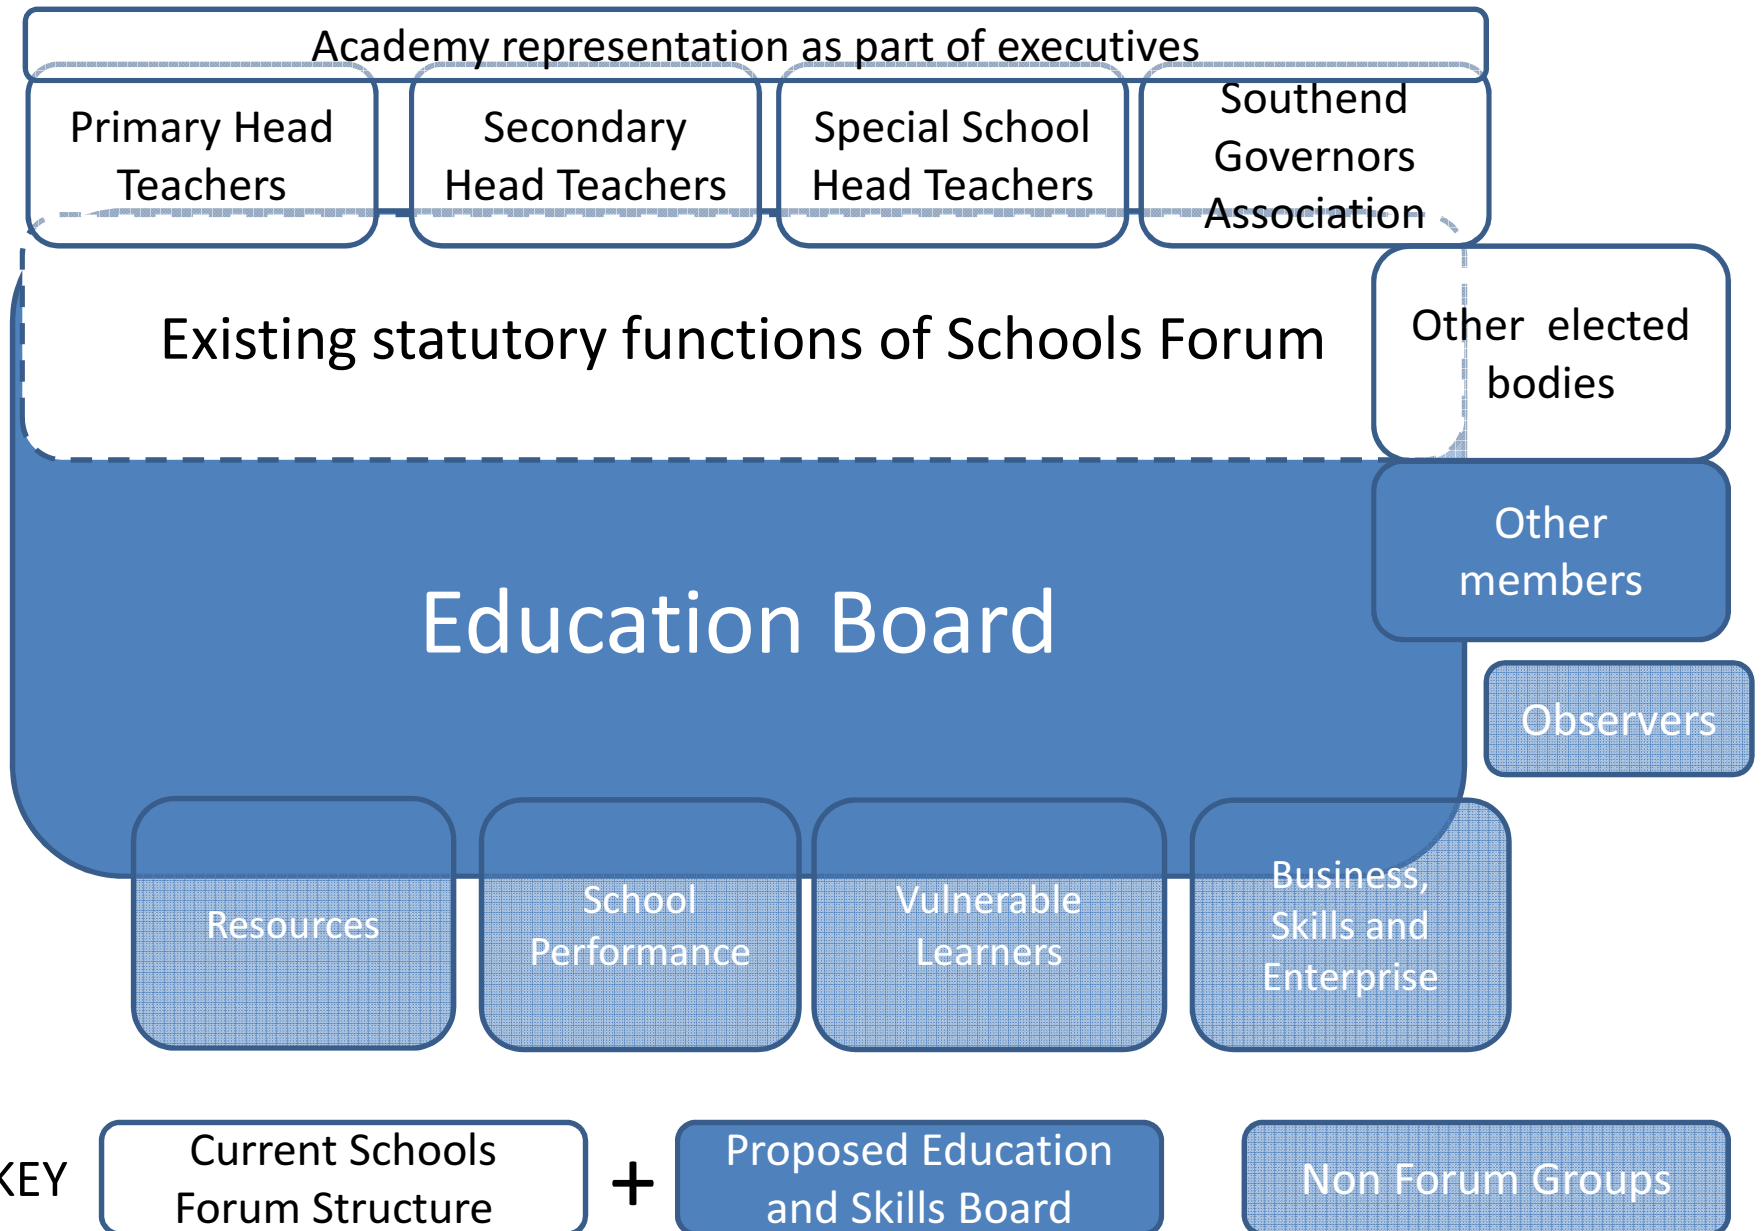 Academy representation as part of executives
Primary Head
Teachers
Secondary
Head Teachers
Special School
Head Teachers
Southend
Governors
Association
Existing statutory functions of Schools Forum
Other elected
bodies
Other
members
Education Board
Observers
Resources
School
Performance
Vulnerable
Learners
Business,
Skills and
Enterprise
KEY
Current Schools
Forum Structure
+
Proposed Education
and Skills Board
Non Forum Groups